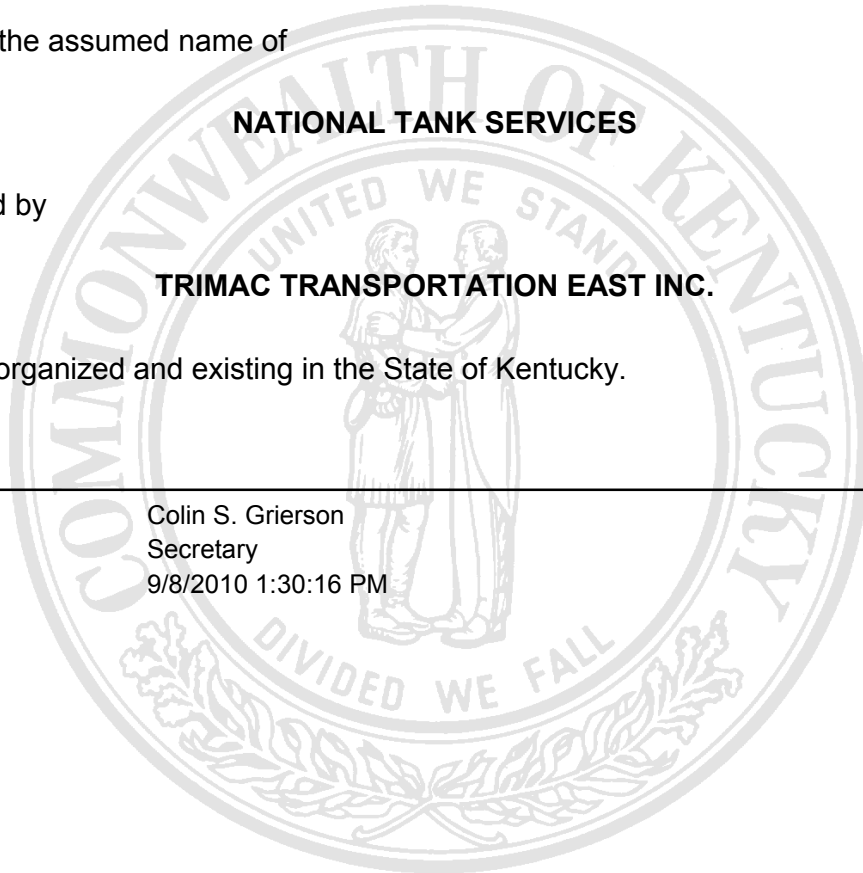 the assumed name of
NATIONAL TANK SERVICES
d by
TRIMAC TRANSPORTATION EAST INC.
organized and existing in the State of Kentucky.
Colin S. Grierson
Secretary
9/8/2010 1:30:16 PM
COMMONWEALTH OF KENTUCKY
UNITED WE STAND
DIVIDED WE FALL